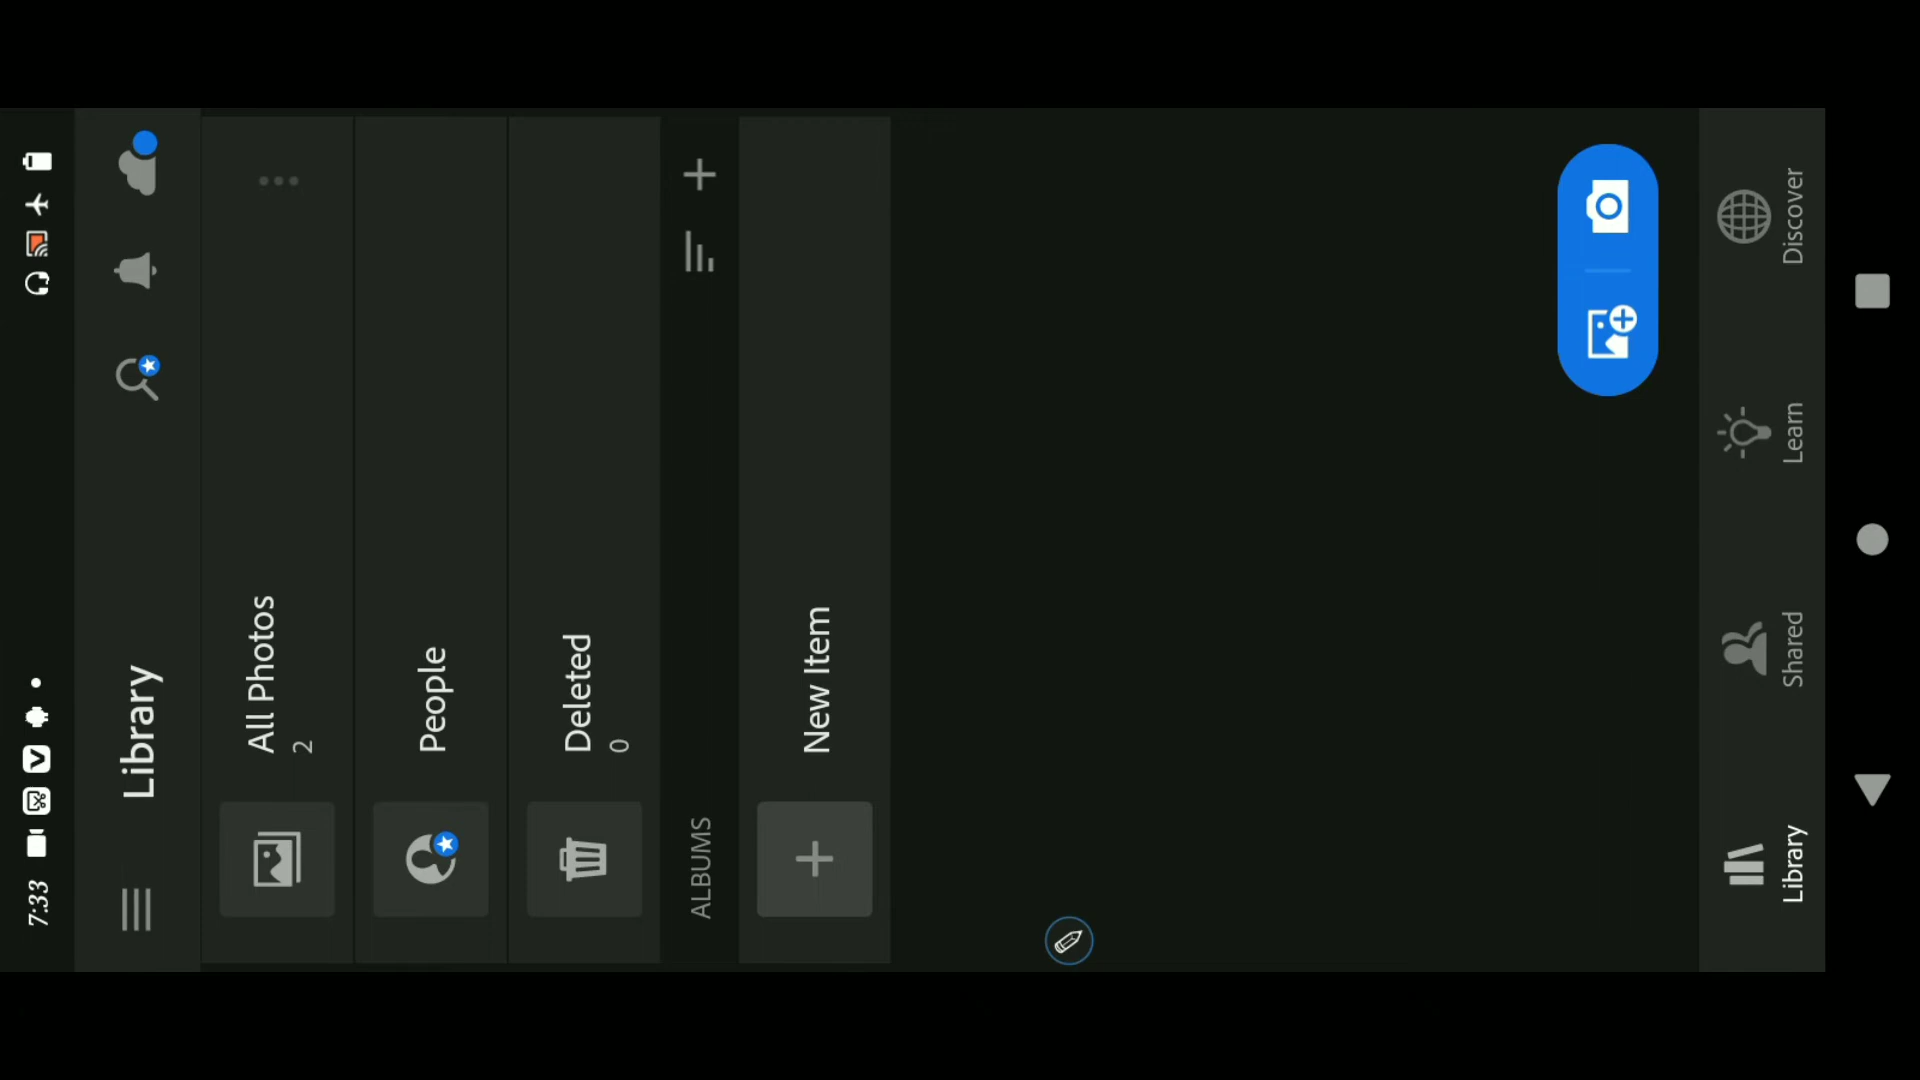 7:33
Library
All Photos
2
People
Deleted
0
ALBUMS
New Item
Library
Shared
Learn
Discover